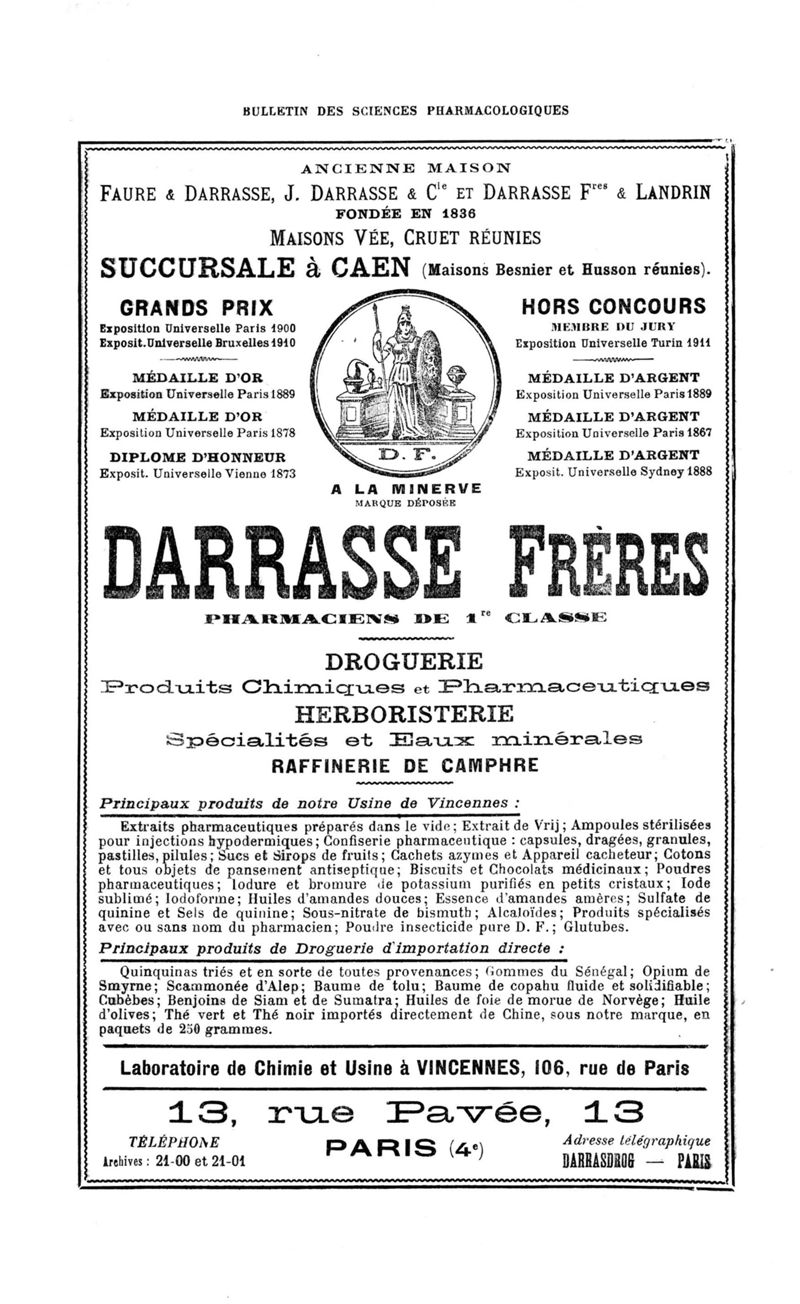 BULLETIN DES SCIENCES PHARMACOLOGIQUES
ANCIENNE MAISON
FAURE & DARRASSE, J. DARRASSE & Cie ET DARRASSE Fres & LANDRIN
FONDÉE EN 1836
MAISONS VÉE, CRUET RÉUNIES
SUCCURSALE à CAEN (Maisons Besnier et Husson réunies).
GRANDS PRIX
Exposition Universelle Paris 1900
Exposit. Universelle Bruxelles 1910
MÉDAILLE D'OR
Exposition Universelle Paris 1889
MÉDAILLE D'OR
Exposition Universelle Paris 1878
DIPLOME D'HONNEUR
Exposit. Universelle Vienne 1873
D. F.
A LA MINERVE
MARQUE DÉPOSÉE
HORS CONCOURS
MEMBRE DU JURY
Exposition Universelle Turin 1911
MÉDAILLE D'ARGENT
Exposition Universelle Paris 1889
MÉDAILLE D'ARGENT
Exposition Universelle Paris 1867
MÉDAILLE D'ARGENT
Exposit. Universelle Sydney 1888
DARRASSE FRÈRES
PHARMACIENS DE 1re CLASSE
DROGUERIE
Produits Chimiques et Pharmaceutiques
HERBORISTERIE
Spécialités et Eaux minérales
RAFFINERIE DE CAMPHRE
Principaux produits de notre Usine de Vincennes :
Extraits pharmaceutiques préparés dans le vide; Extrait de Vrij; Ampoules stérilisées
pour injections hypodermiques; Confiserie pharmaceutique : capsules, dragées, granules,
pastilles, pilules; Sucs et Sirops de fruits; Cachets azymes et Appareil cacheteur; Cotons
et tous objets de pansement antiseptique; Biscuits et Chocolats médicinaux; Poudres
pharmaceutiques; Iodure et bromure de potassium purifiés en petits cristaux; Iode
sublimé; Iodoforme; Huiles d'amandes douces; Essence d'amandes amères; Sulfate de
quinine et Sels de quinine; Sous-nitrate de bismuth; Alcaloïdes; Produits spécialisés
avec ou sans nom du pharmacien; Poudre insecticide pure D. F.; Glutubes.
Principaux produits de Droguerie d'importation directe :
Quinquinas triés et en sorte de toutes provenances; Gommes du Sénégal; Opium de
Smyrne; Scammonée d'Alep; Baume de tolu; Baume de copahu fluide et solidifiable;
Cubèbes; Benjoins de Siam et de Sumatra; Huiles de foie de morue de Norvège; Huile
d'olives; Thé vert et Thé noir importés directement de Chine, sous notre marque, en
paquets de 250 grammes.
Laboratoire de Chimie et Usine à VINCENNES, 106, rue de Paris
13, rue Pavée, 13
TÉLÉPHONE
Archives : 21-00 et 21-01
PARIS (4e)
Adresse télégraphique
DARRASDROG — PARIS